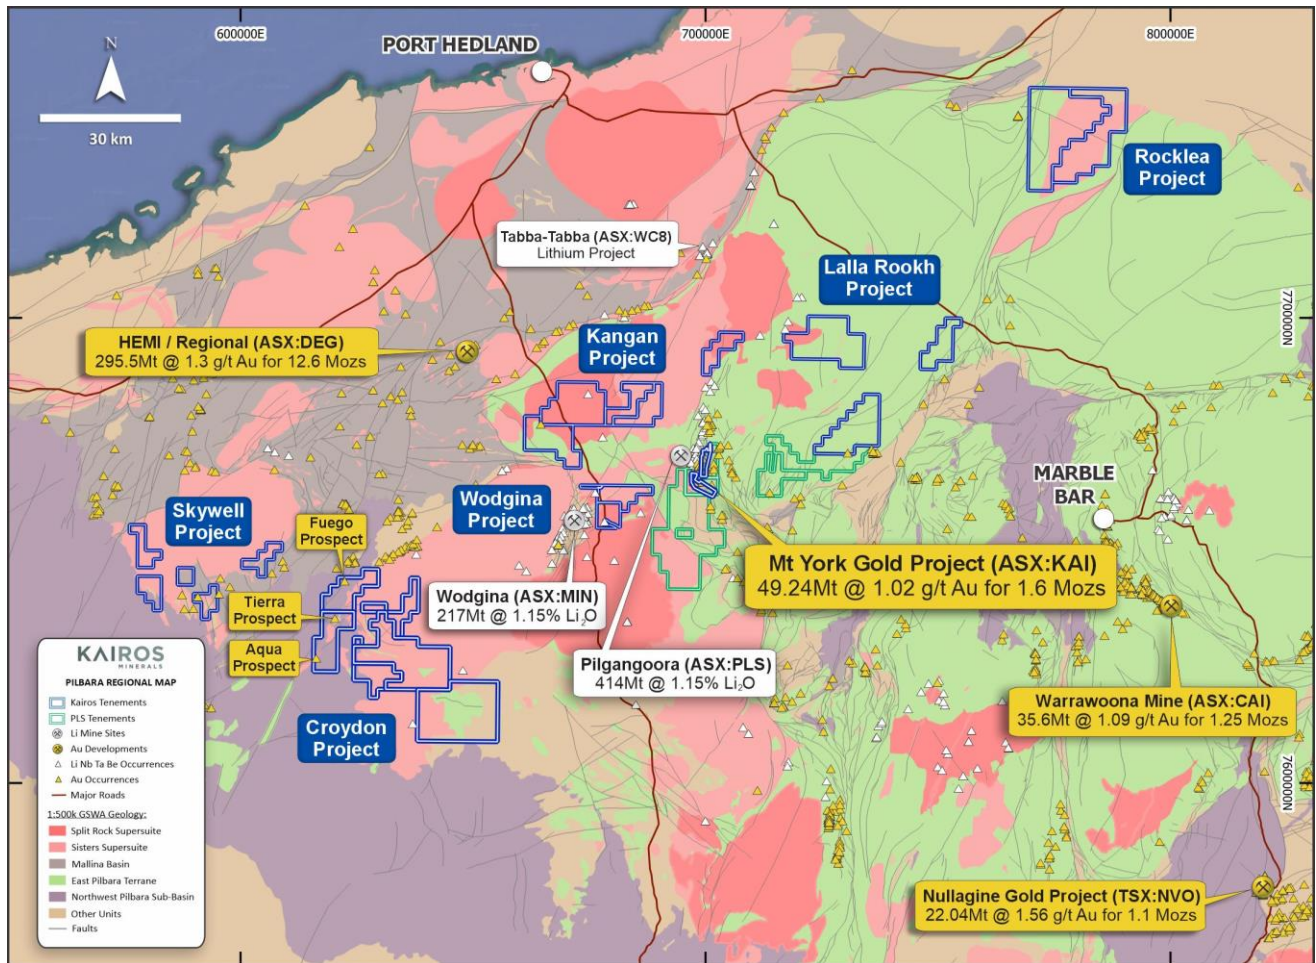 600000E
700000E
800000E
PORT HEDLAND
N
30 km
Rocklea
Project
Tabba-Tabba (ASX:WC8)
Lithium Project
Lalla Rookh
Project
7700000N
HEMI / Regional (ASX:DEG)
295.5Mt @ 1.3 g/t Au for 12.6 Mozs
Kangan
Project
MARBLE
BAR
Skywell
Project
Fuego
Prospect
Wodgina
Project
Mt York Gold Project (ASX:KAI)
49.24Mt @ 1.02 g/t Au for 1.6 Mozs
Tierra
Prospect
Wodgina (ASX:MIN)
217Mt @ 1.15% Li₂O
Aqua
Prospect
Pilgangoora (ASX:PLS)
414Mt @ 1.15% Li₂O
Warrawoona Mine (ASX:CAI)
35.6Mt @ 1.09 g/t Au for 1.25 Mozs
Croydon
Project
7600000N
Nullagine Gold Project (TSX:NVO)
22.04Mt @ 1.56 g/t Au for 1.1 Mozs
KAIROS
MINERALS
PILBARA REGIONAL MAP
Kairos Tenements
PLS Tenements
Li Mine Sites
Au Developments
Li Nb Ta Be Occurrences
Au Occurrences
Major Roads
1:500k GSWA Geology:
Split Rock Supersuite
Sisters Supersuite
Mallina Basin
East Pilbara Terrane
Northwest Pilbara Sub-Basin
Other Units
Faults